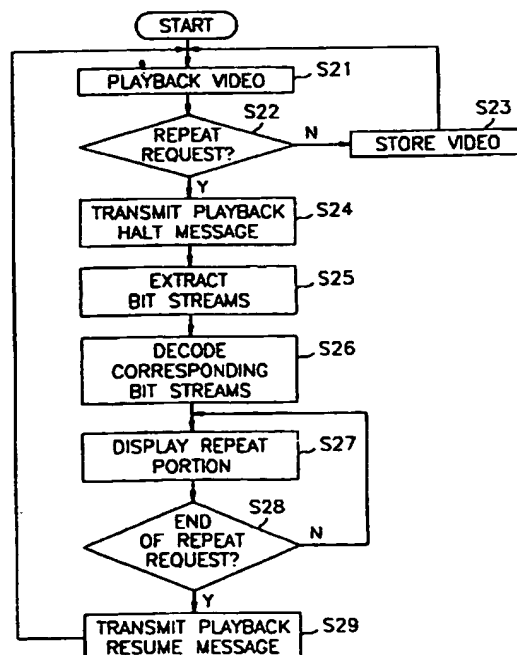 START
PLAYBACK VIDEO
S21
S22
REPEAT
REQUEST?
N
S23
STORE VIDEO
Y
TRANSMIT PLAYBACK
HALT MESSAGE
S24
EXTRACT
BIT STREAMS
S25
DECODE
CORRESPONDING
BIT STREAMS
S26
DISPLAY REPEAT
PORTION
S27
S28
END
OF REPEAT
REQUEST?
N
Y
TRANSMIT PLAYBACK
RESUME MESSAGE
S29